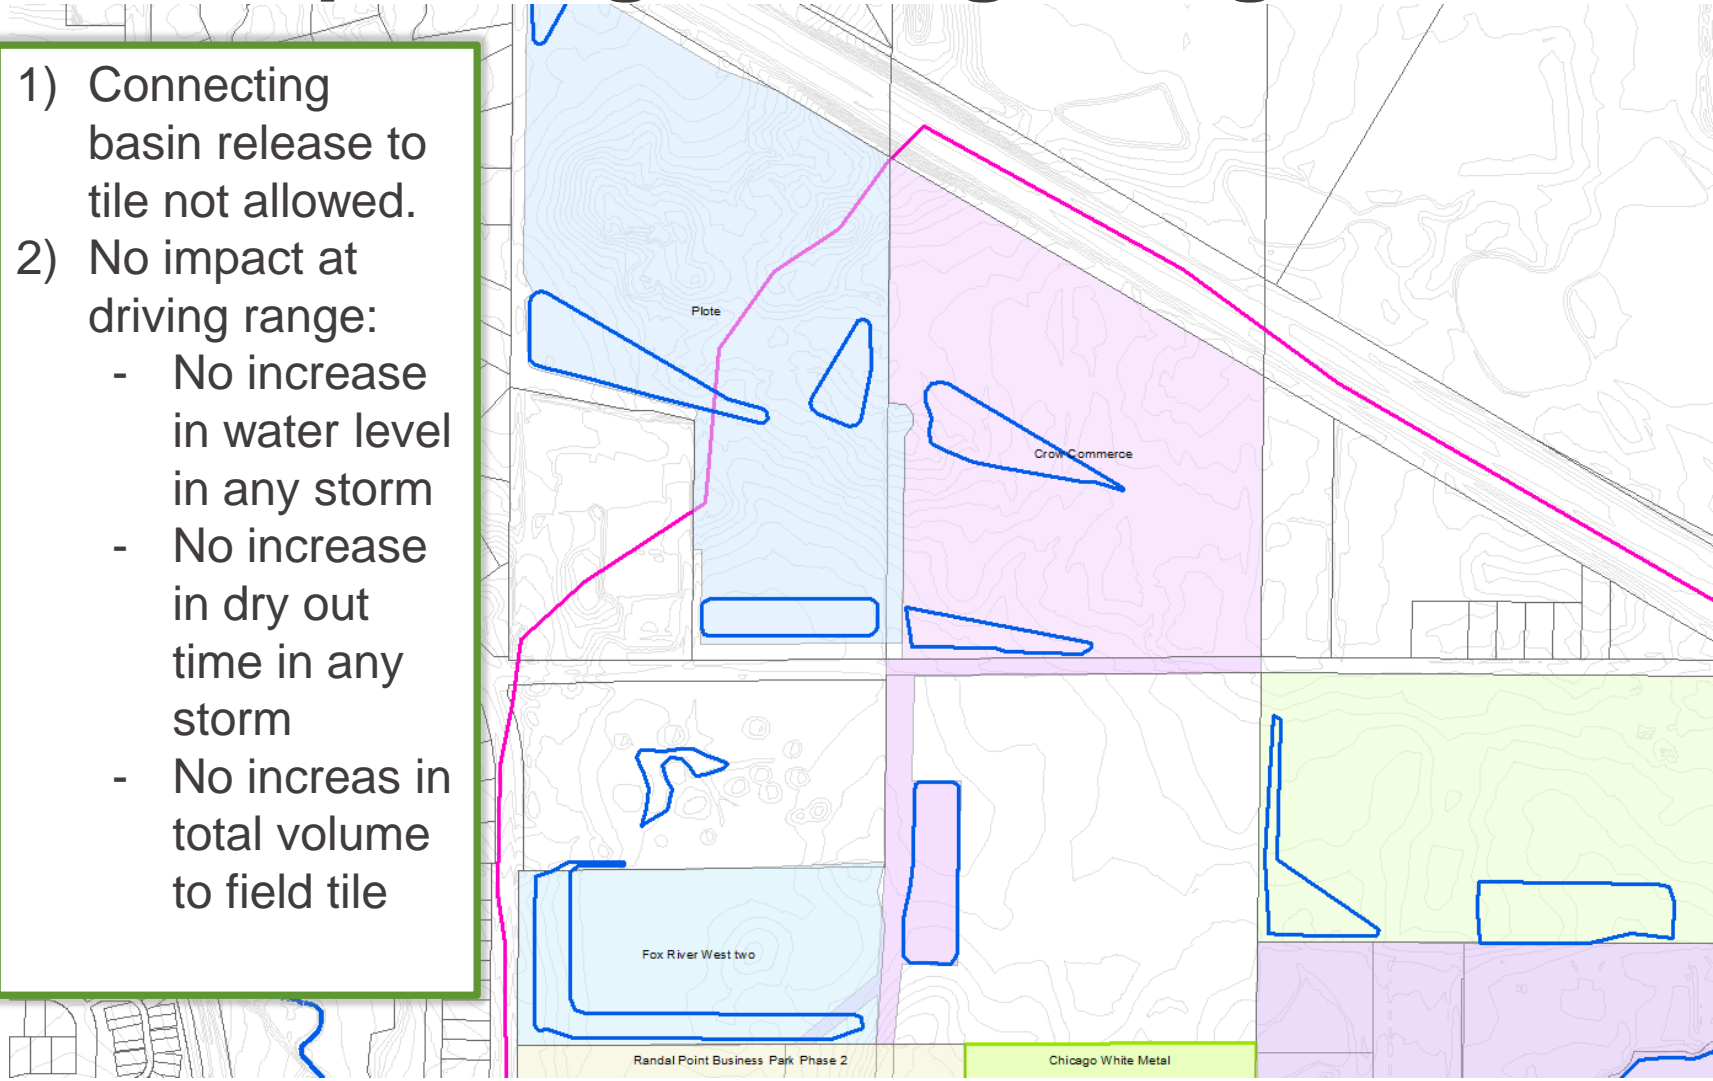 1) Connecting
basin release to
tile not allowed.
2) No impact at
driving range:
- No increase
in water level
in any storm
- No increase
in dry out
time in any
storm
- No increas in
total volume
to field tile
Plote
Crow Commerce
Fox River West two
Randal Point Business Park Phase 2
Chicago White Metal